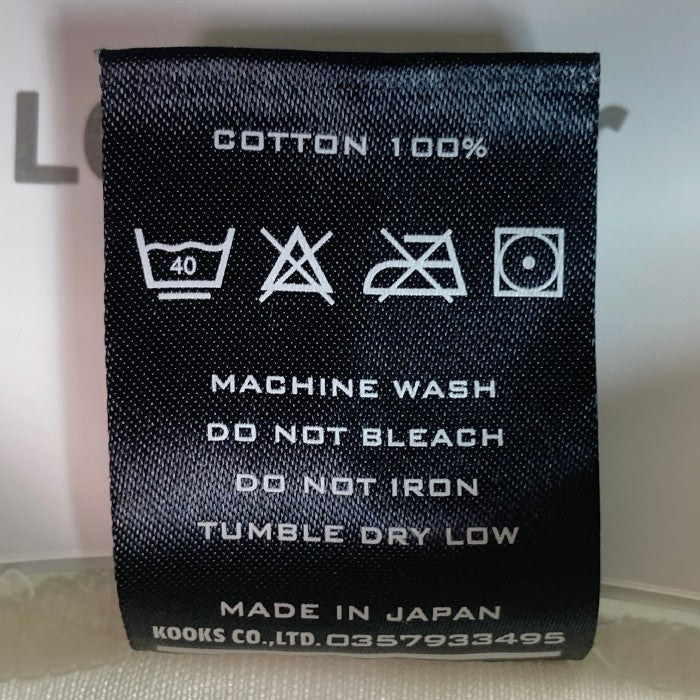 COTTON 100%
40
MACHINE WASH
DO NOT BLEACH
DO NOT IRON
TUMBLE DRY LOW
MADE IN JAPAN
KOOKS CO.,LTD. 0357933495